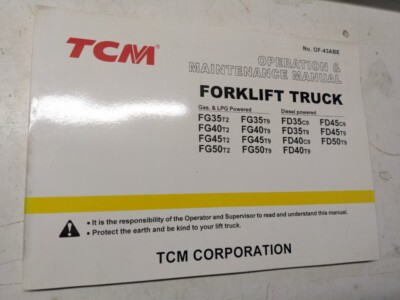 TCM
No. OF-43ABE
OPERATION &
MAINTENANCE MANUAL
FORKLIFT TRUCK
Gas. & LPG Powered
Diesel powered
FG35T2 FG35T9 FD35C9 FD45C9
FG40T2 FG40T9 FD35T9 FD45T9
FG45T2 FG45T9 FD40C9 FD50T9
FG50T2 FG50T9 FD40T9
• It is the responsibility of the Operator and Supervisor to read and understand this manual.
• Protect the earth and be kind to your lift truck.
TCM CORPORATION